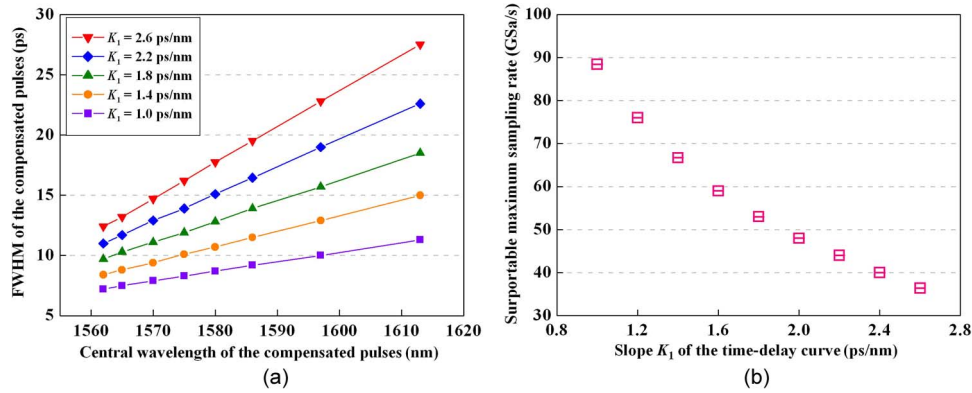 FWHM of the compensated pulses (ps)
30
25
20
15
10
5
K1 = 2.6 ps/nm
K1 = 2.2 ps/nm
K1 = 1.8 ps/nm
K1 = 1.4 ps/nm
K1 = 1.0 ps/nm
1560 1570 1580 1590 1600 1610 1620
Central wavelength of the compensated pulses (nm)
(a)
Surportable maximum sampling rate (GSa/s)
100
90
80
70
60
50
40
30
0.8 1.2 1.6 2.0 2.4 2.8
Slope K1 of the time-delay curve (ps/nm)
(b)